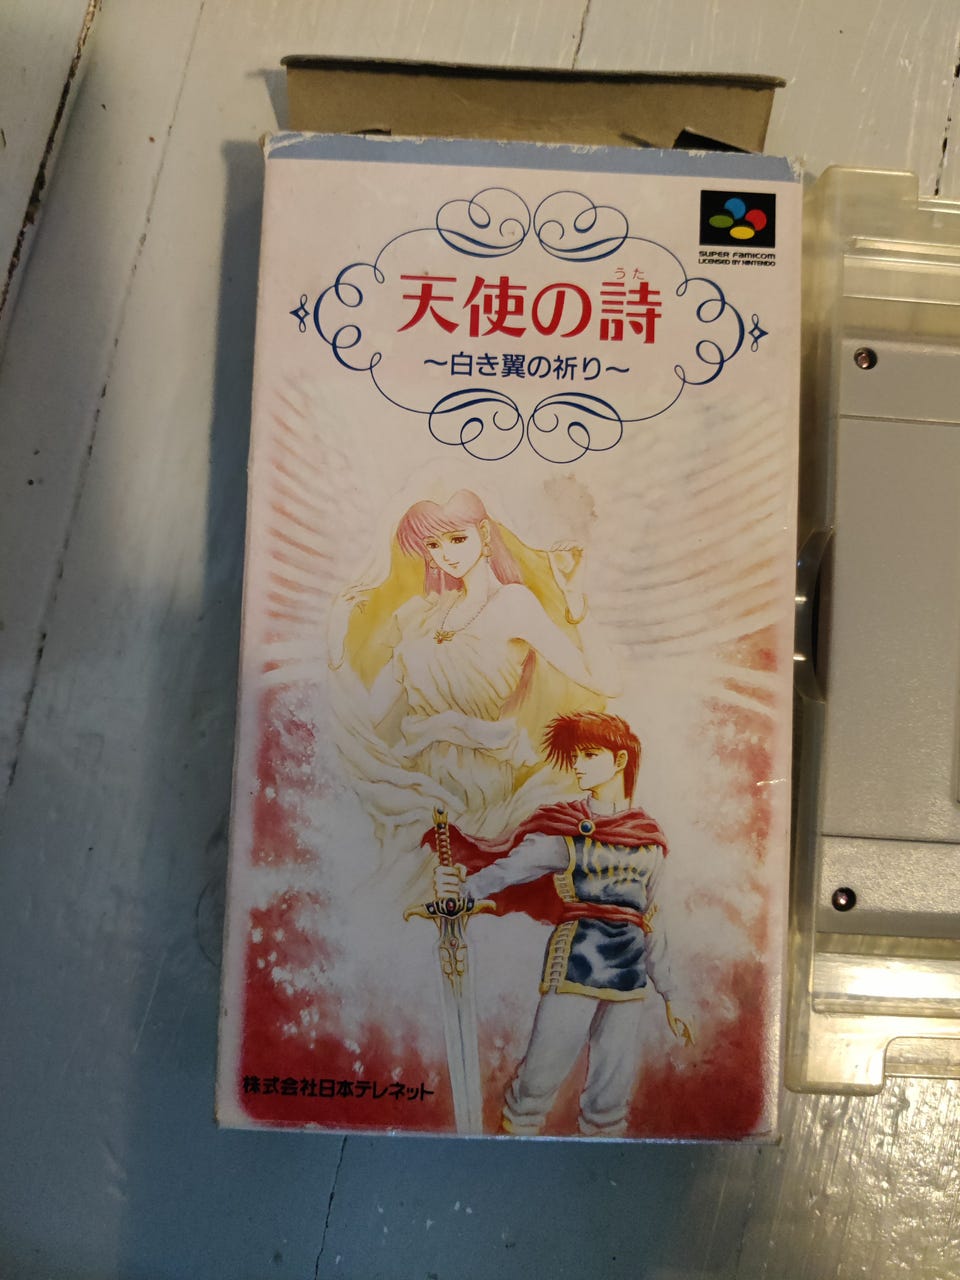 SUPER FAMICOM
LICENSED BY NINTENDO
うた
天使の詩
～白き翼の祈り～
株式会社日本テレネット